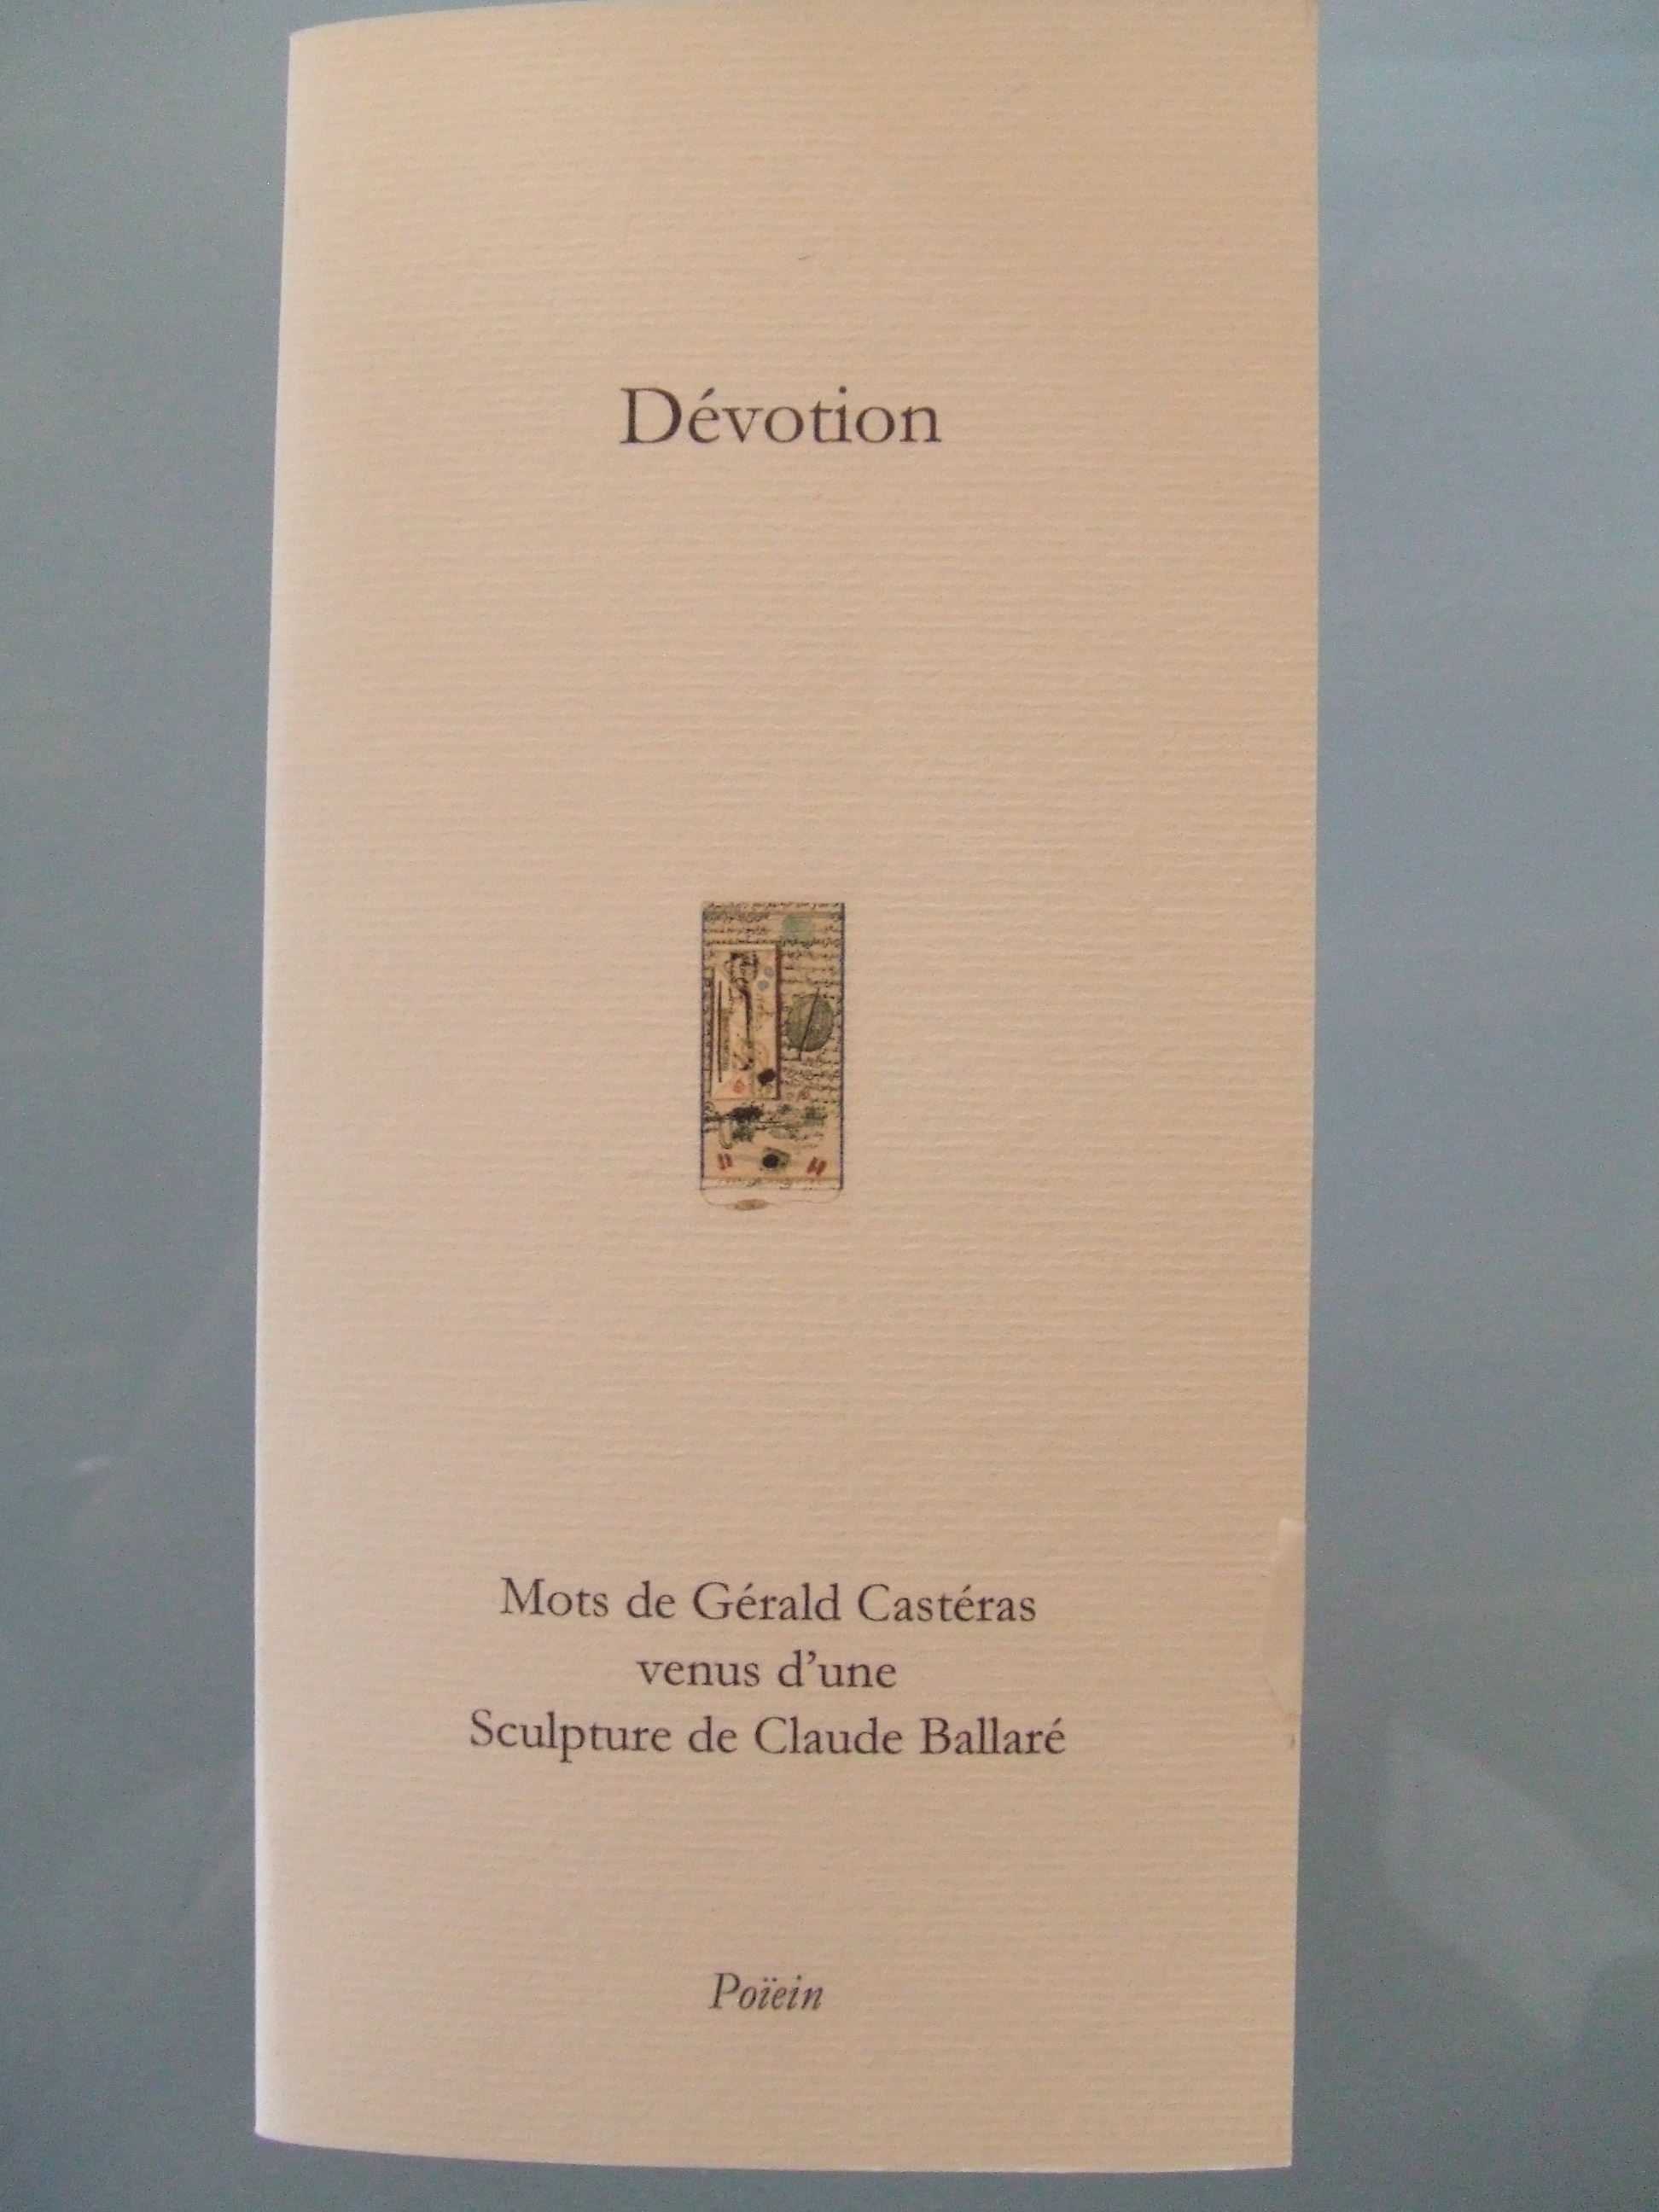 Dévotion
Mots de Gérald Castéras
venus d'une
Sculpture de Claude Ballaré
Poïein